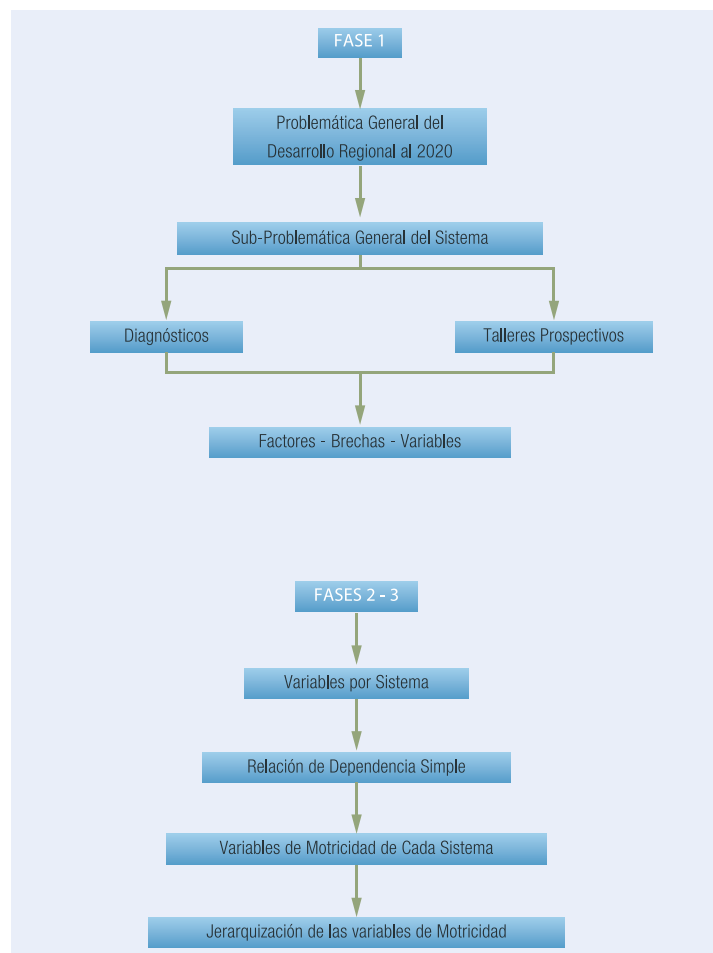 FASE 1
Problemática General del
Desarrollo Regional al 2020
Sub-Problemática General del Sistema
Diagnósticos
Talleres Prospectivos
Factores - Brechas - Variables
FASES 2 - 3
Variables por Sistema
Relación de Dependencia Simple
Variables de Motricidad de Cada Sistema
Jerarquización de las variables de Motricidad